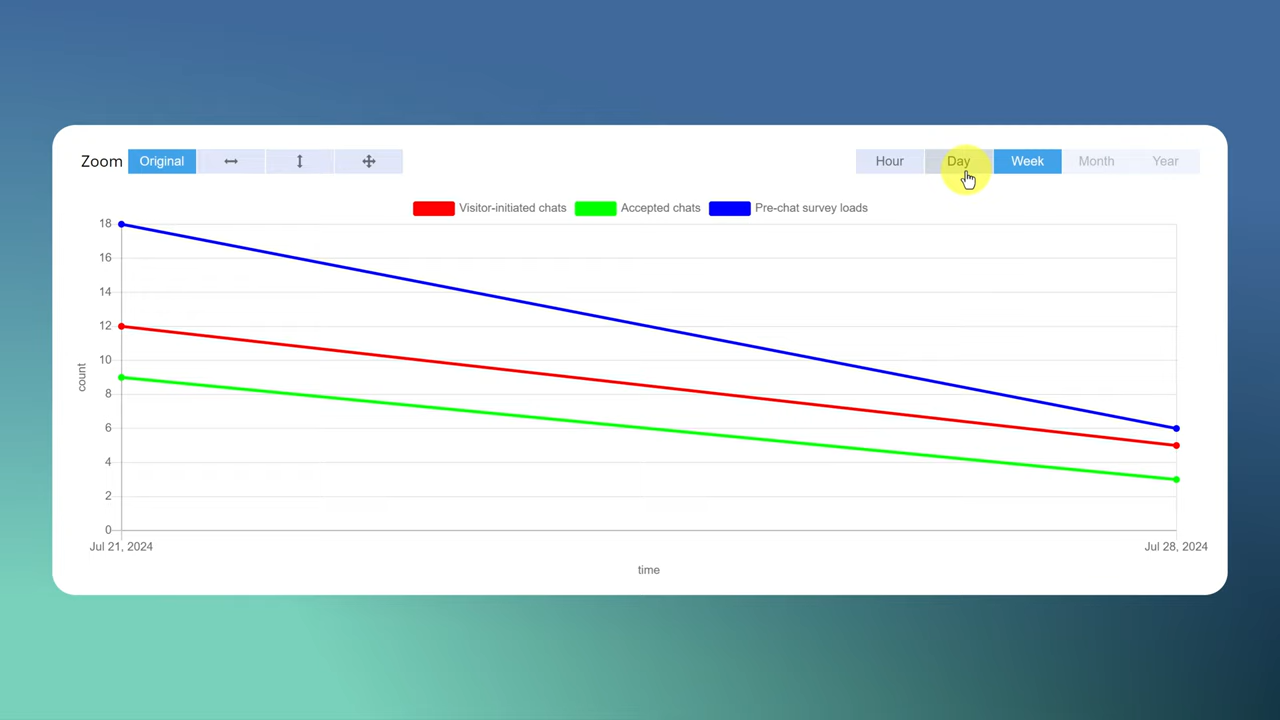 Zoom Original Hour Day Week Month Year
Visitor-initiated chats Accepted chats Pre-chat survey loads
18
16
14
12
10
8
6
4
2
0
count
Jul 21, 2024 Jul 28, 2024
time